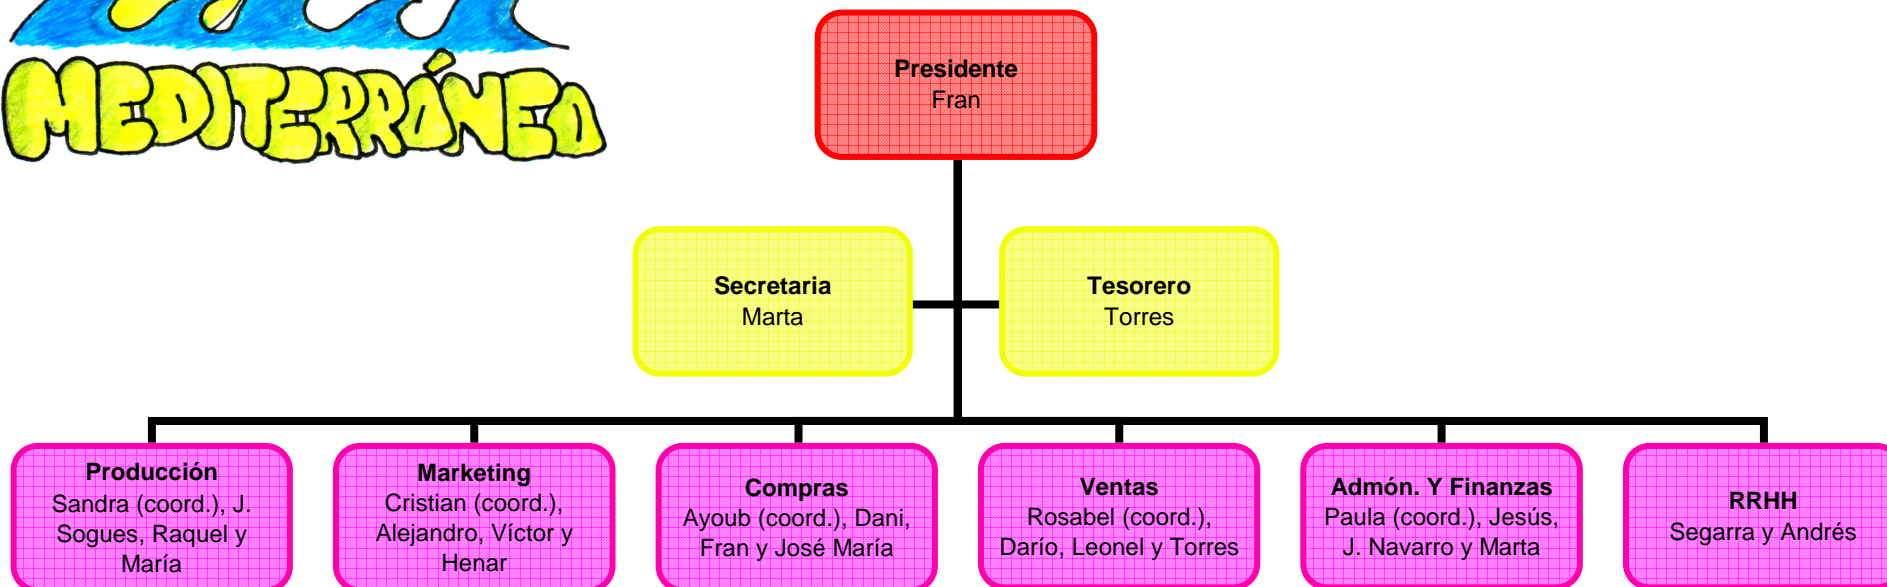 MEDITERRÁNEO
Presidente
Fran
Secretaria
Marta
Tesorero
Torres
Producción
Sandra (coord.), J.
Sogues, Raquel y
María
Marketing
Cristian (coord.),
Alejandro, Víctor y
Henar
Compras
Ayoub (coord.), Dani,
Fran y José María
Ventas
Rosabel (coord.),
Darío, Leonel y Torres
Admón. Y Finanzas
Paula (coord.), Jesús,
J. Navarro y Marta
RRHH
Segarra y Andrés